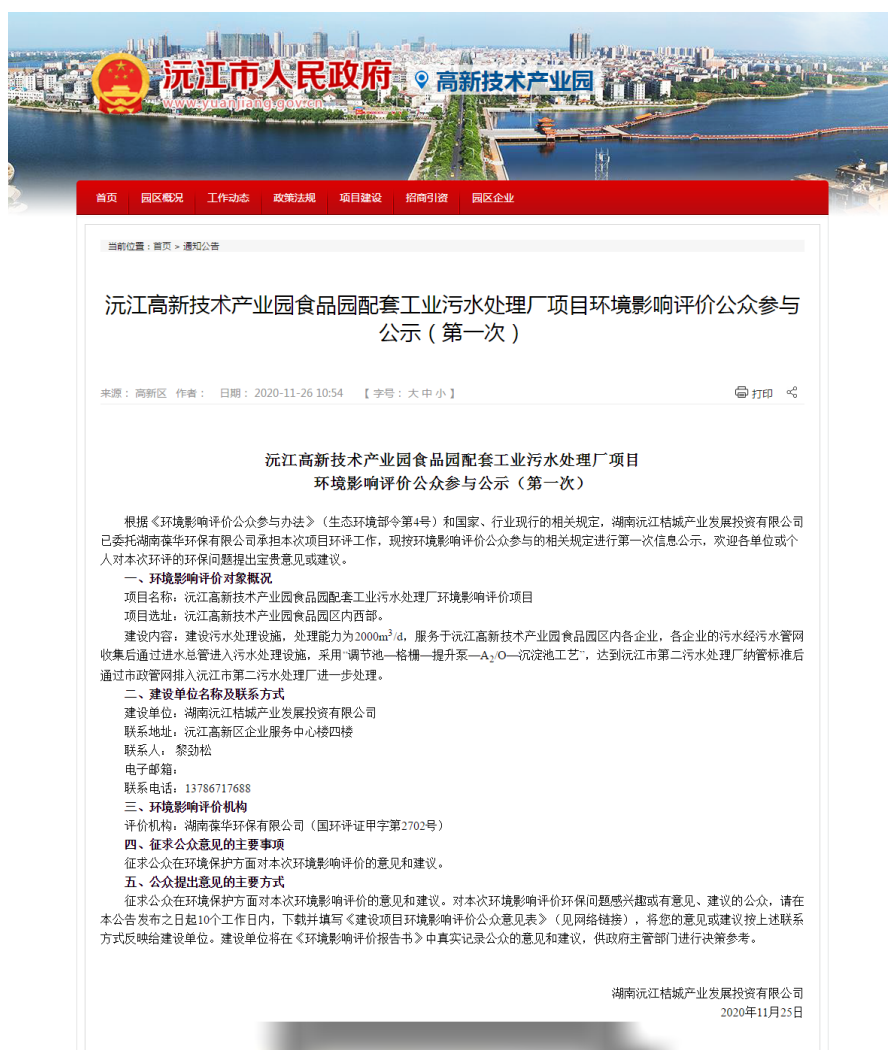 沅江市人民政府 高新技术产业园
www.yuanjiang.gov.cn
首页 园区概况 工作动态 政策法规 项目建设 招商引资 园区企业
当前位置：首页 > 通知公告
沅江高新技术产业园食品园配套工业污水处理厂项目环境影响评价公众参与
公示（第一次）
来源： 高新区 作者： 日期： 2020-11-26 10:54 【 字号： 大 中 小 】 打印
沅江高新技术产业园食品园配套工业污水处理厂项目
环境影响评价公众参与公示（第一次）
根据《环境影响评价公众参与办法》（生态环境部令第4号）和国家、行业现行的相关规定，湖南沅江桔城产业发展投资有限公司
已委托湖南葆华环保有限公司承担本次项目环评工作，现按环境影响评价公众参与的相关规定进行第一次信息公示，欢迎各单位或个
人对本次环评的环保问题提出宝贵意见或建议。
一、环境影响评价对象概况
项目名称：沅江高新技术产业园食品园配套工业污水处理厂环境影响评价项目
项目选址：沅江高新技术产业园食品园区内西部。
建设内容：建设污水处理设施，处理能力为2000m³/d，服务于沅江高新技术产业园食品园区内各企业，各企业的污水经污水管网
收集后通过进水总管进入污水处理设施，采用“调节池—格栅—提升泵—A₂/O—沉淀池工艺”，达到沅江市第二污水处理厂纳管标准后
通过市政管网排入沅江市第二污水处理厂进一步处理。
二、建设单位名称及联系方式
建设单位：湖南沅江桔城产业发展投资有限公司
联系地址：沅江高新区企业服务中心楼四楼
联系人： 黎劲松
电子邮箱：
联系电话：13786717688
三、环境影响评价机构
评价机构：湖南葆华环保有限公司（国环评证甲字第2702号）
四、征求公众意见的主要事项
征求公众在环境保护方面对本次环境影响评价的意见和建议。
五、公众提出意见的主要方式
征求公众在环境保护方面对本次环境影响评价的意见和建议。对本次环境影响评价环保问题感兴趣或有意见、建议的公众，请在
本公告发布之日起10个工作日内，下载并填写《建设项目环境影响评价公众意见表》（见网络链接），将您的意见或建议按上述联系
方式反映给建设单位。建设单位将在《环境影响评价报告书》中真实记录公众的意见和建议，供政府主管部门进行决策参考。
湖南沅江桔城产业发展投资有限公司
2020年11月25日